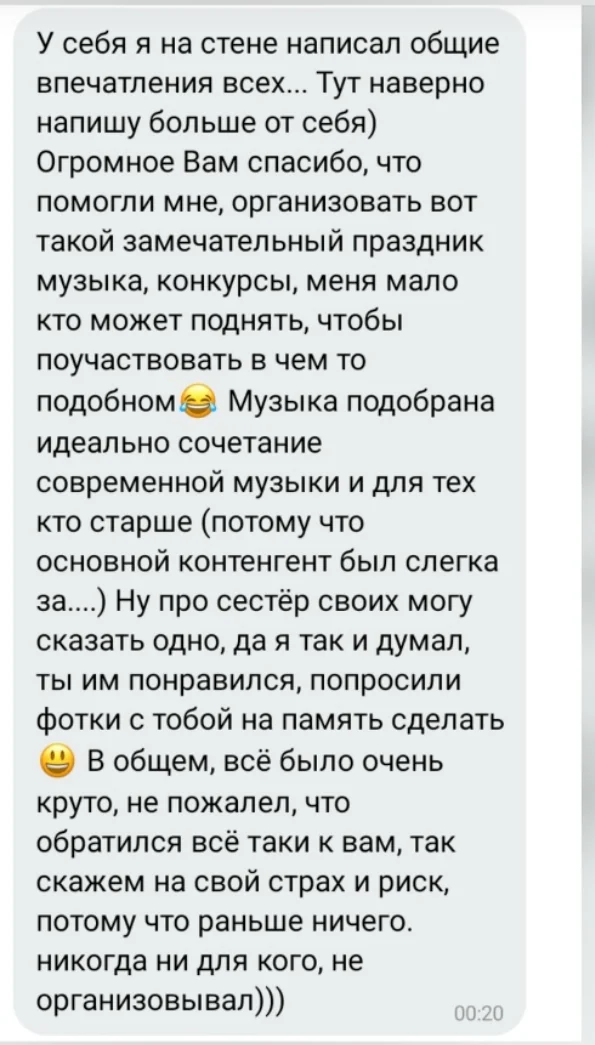 У себя я на стене написал общие
впечатления всех... Тут наверно
напишу больше от себя)
Огромное Вам спасибо, что
помогли мне, организовать вот
такой замечательный праздник
музыка, конкурсы, меня мало
кто может поднять, чтобы
поучаствовать в чем то
подобном😂 Музыка подобрана
идеально сочетание
современной музыки и для тех
кто старше (потому что
основной контенгент был слегка
за....) Ну про сестёр своих могу
сказать одно, да я так и думал,
ты им понравился, попросили
фотки с тобой на память сделать
😃 В общем, всё было очень
круто, не пожалел, что
обратился всё таки к вам, так
скажем на свой страх и риск,
потому что раньше ничего.
никогда ни для кого, не
организовывал)))
00:20